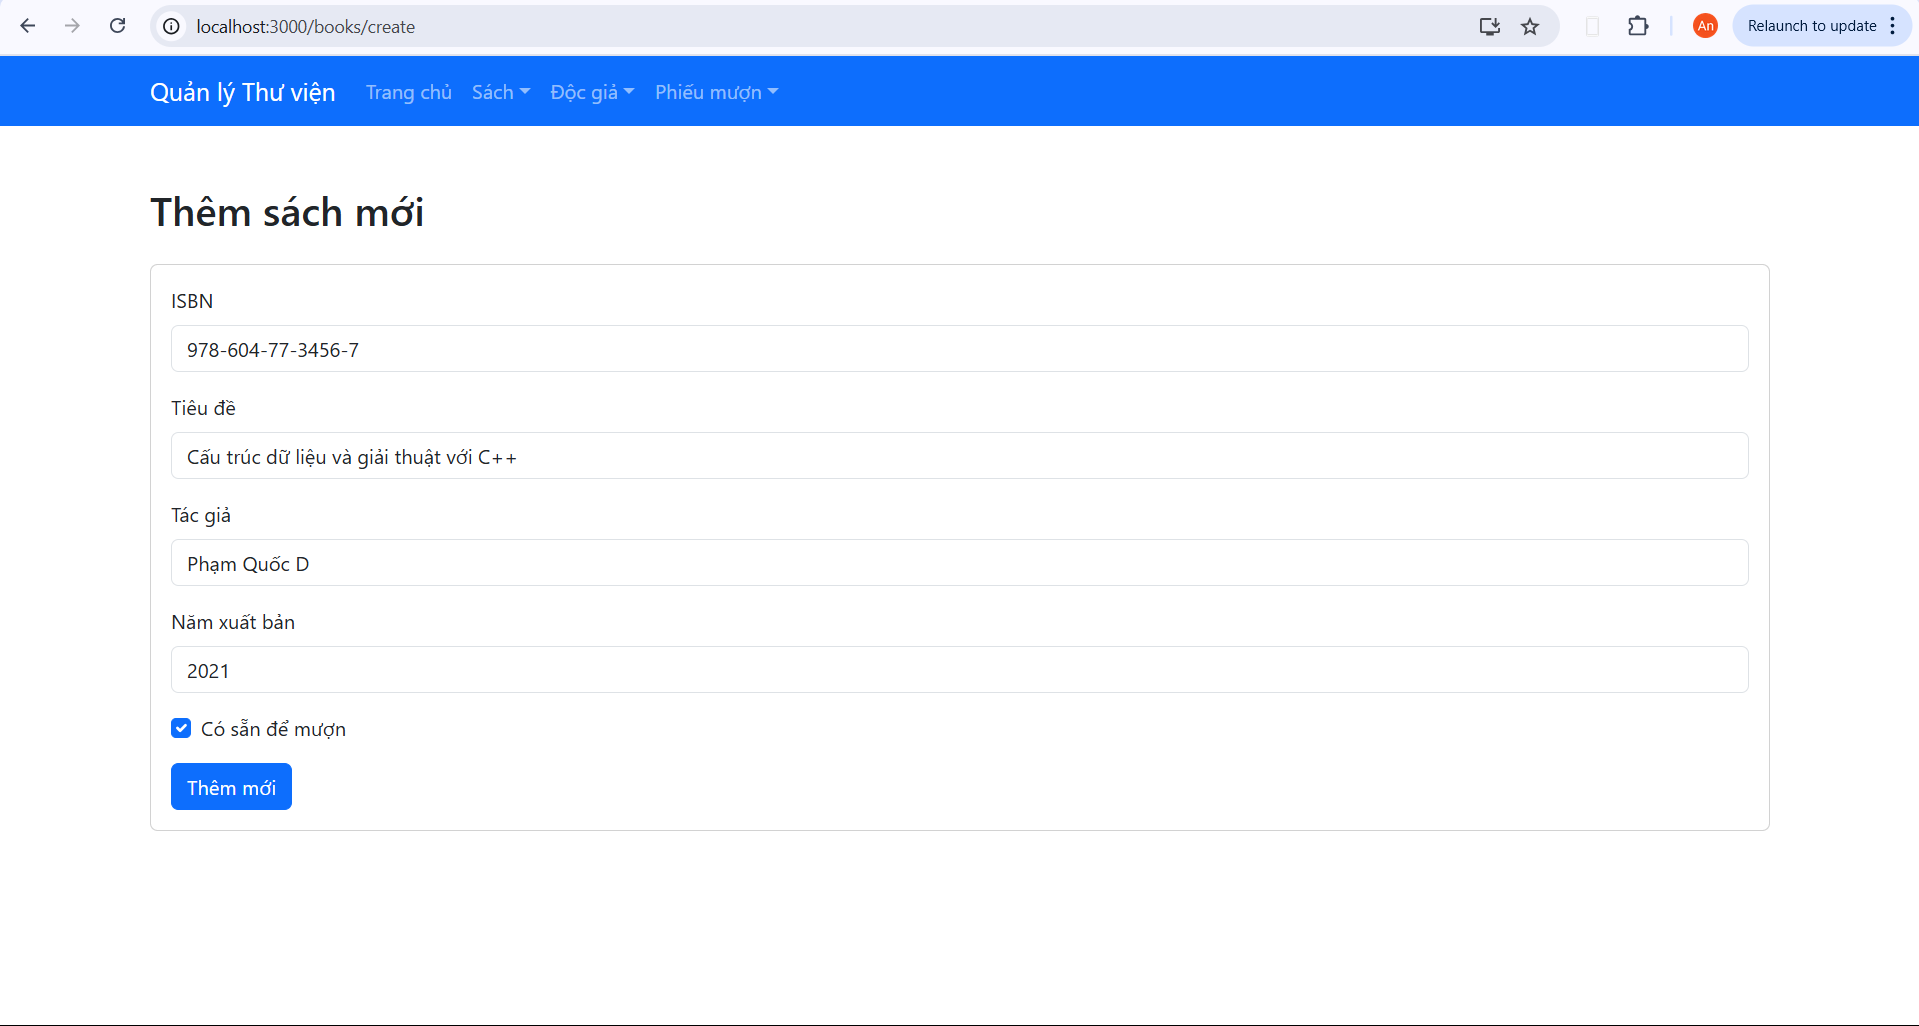 localhost:3000/books/create
An
Relaunch to update
Quản lý Thư viện
Trang chủ
Sách
Độc giả
Phiếu mượn
Thêm sách mới
ISBN
978-604-77-3456-7
Tiêu đề
Cấu trúc dữ liệu và giải thuật với C++
Tác giả
Phạm Quốc D
Năm xuất bản
2021
Có sẵn để mượn
Thêm mới